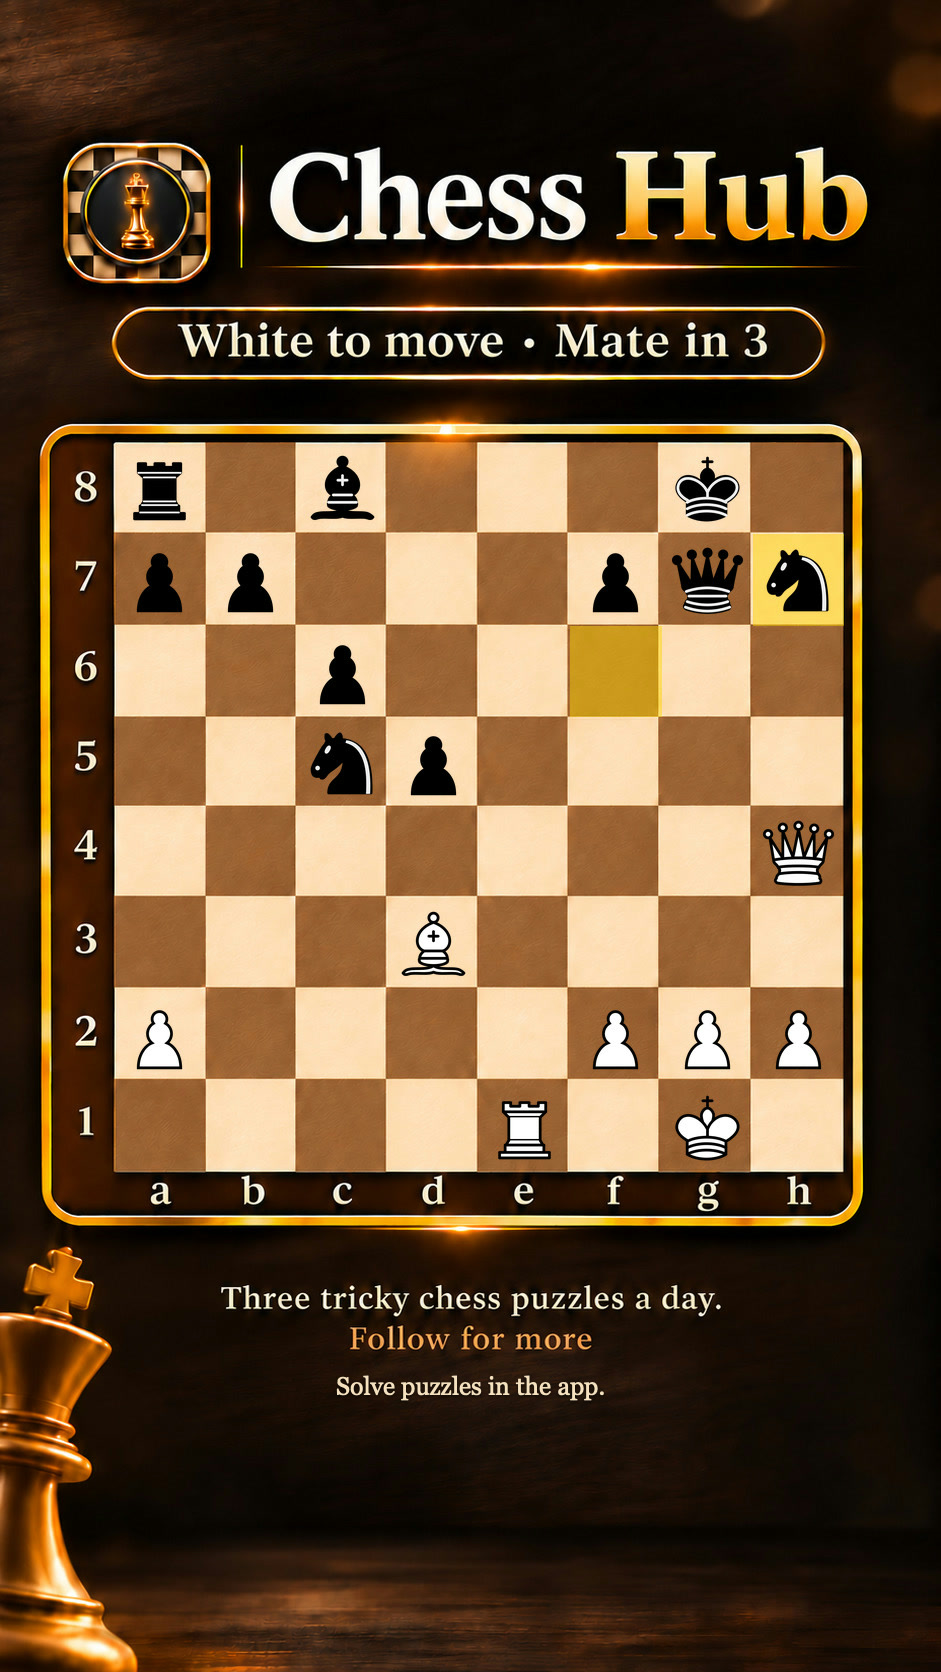 Chess Hub
White to move • Mate in 3
8
7
6
5
4
3
2
1
a b c d e f g h
Three tricky chess puzzles a day.
Follow for more
Solve puzzles in the app.